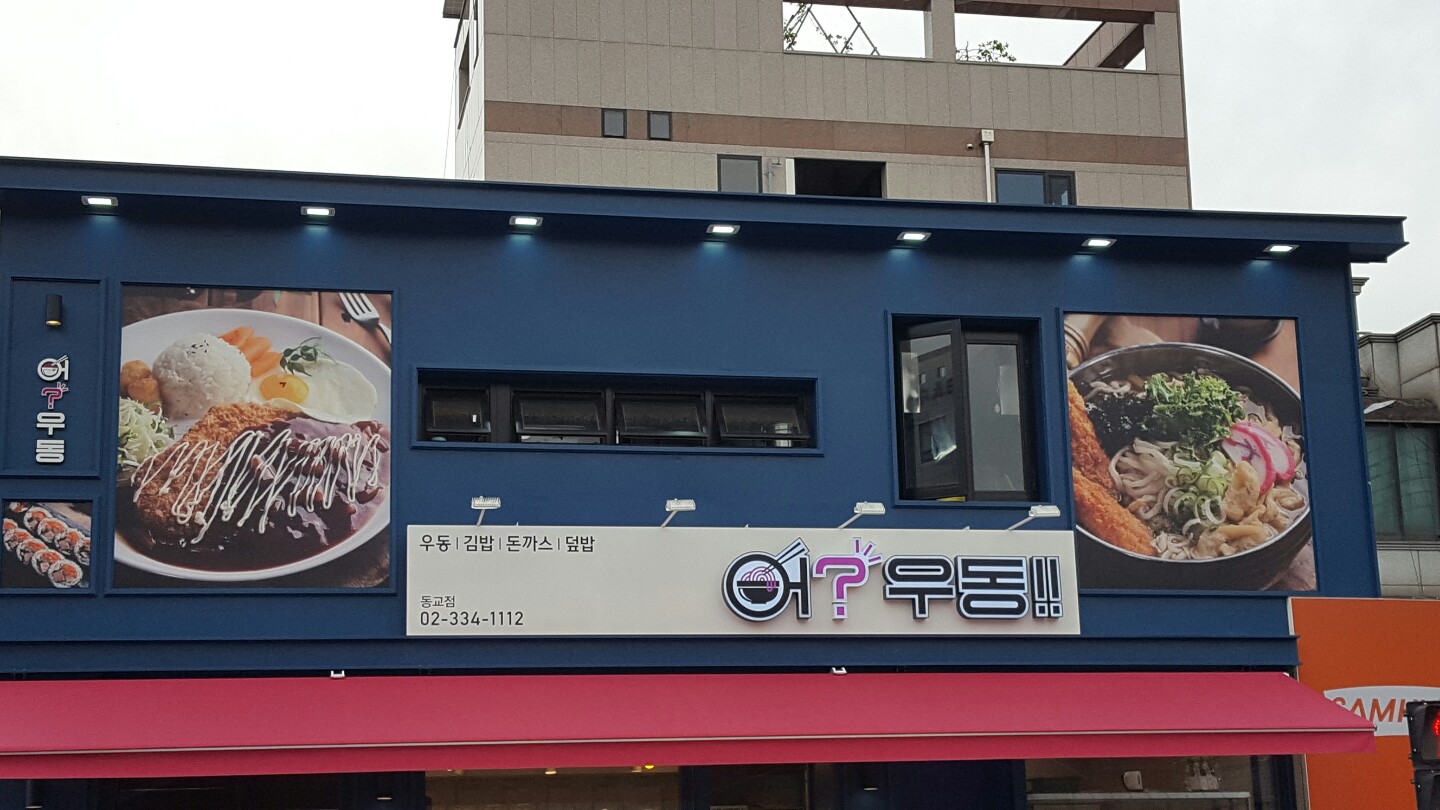 어?우동
우동 | 김밥 | 돈까스 | 덮밥
어?우동!!
동교점
02-334-1112